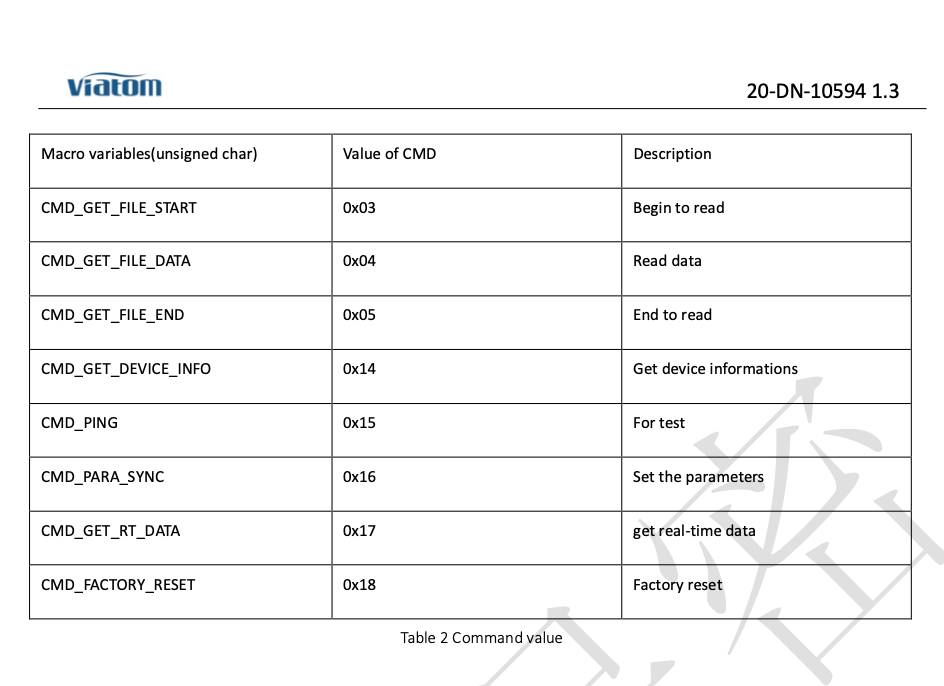 Viatom
20-DN-10594 1.3
Macro variables(unsigned char) Value of CMD Description
CMD_GET_FILE_START 0x03 Begin to read
CMD_GET_FILE_DATA 0x04 Read data
CMD_GET_FILE_END 0x05 End to read
CMD_GET_DEVICE_INFO 0x14 Get device informations
CMD_PING 0x15 For test
CMD_PARA_SYNC 0x16 Set the parameters
CMD_GET_RT_DATA 0x17 get real-time data
CMD_FACTORY_RESET 0x18 Factory reset
Table 2 Command value